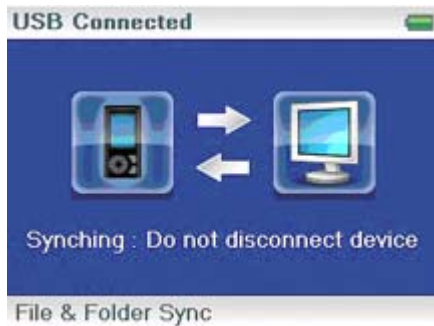 USB Connected
Synching : Do not disconnect device
File & Folder Sync